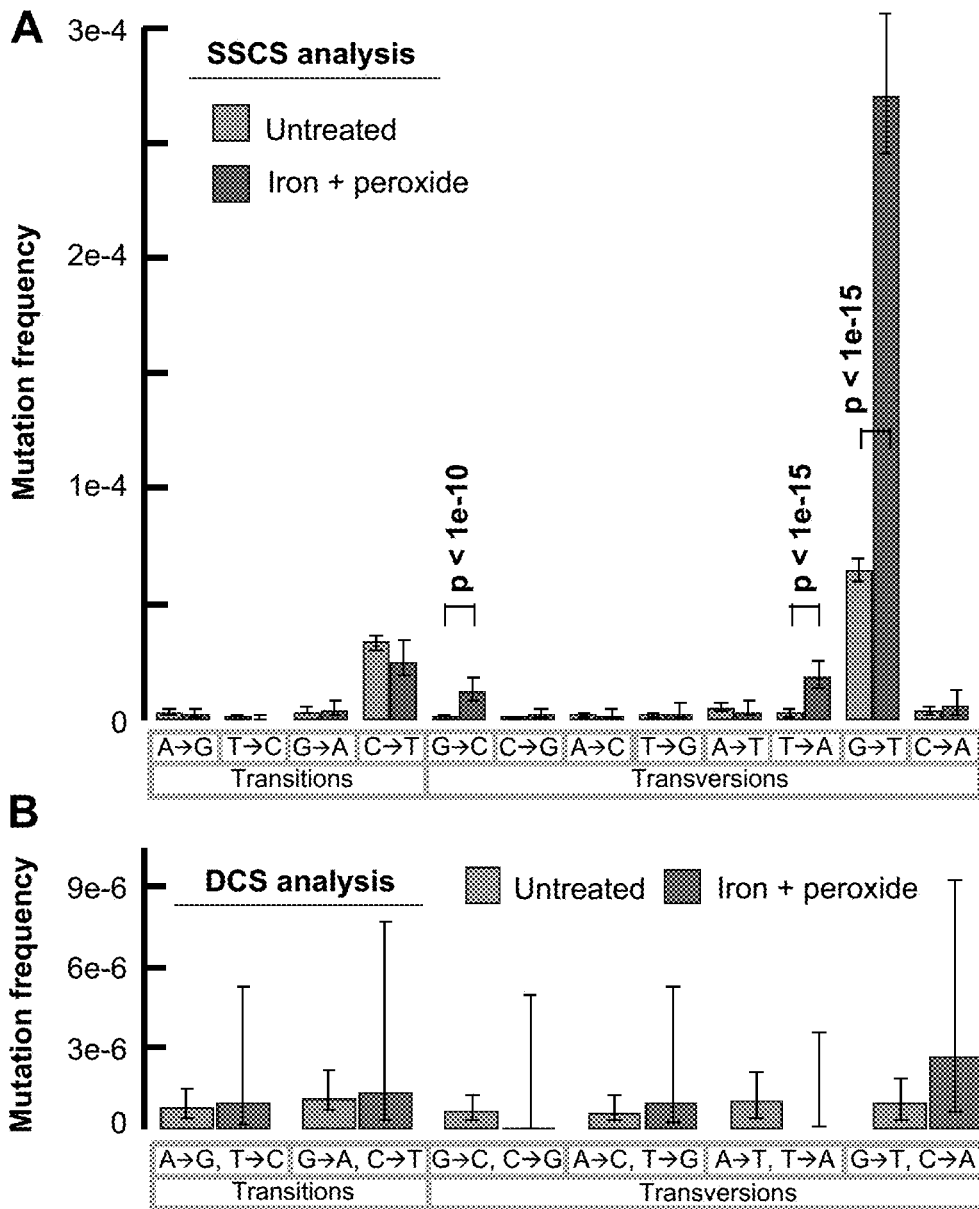 A
SSCS analysis
Untreated
Iron + peroxide
Mutation frequency
3e-4
2e-4
1e-4
0
p < 1e-10
p < 1e-15
p < 1e-15
A→G T→C G→A C→T G→C C→G A→C T→G A→T T→A G→T C→A
Transitions Transversions
B
DCS analysis
Untreated Iron + peroxide
Mutation frequency
9e-6
6e-6
3e-6
0
A→G, T→C G→A, C→T G→C, C→G A→C, T→G A→T, T→A G→T, C→A
Transitions Transversions